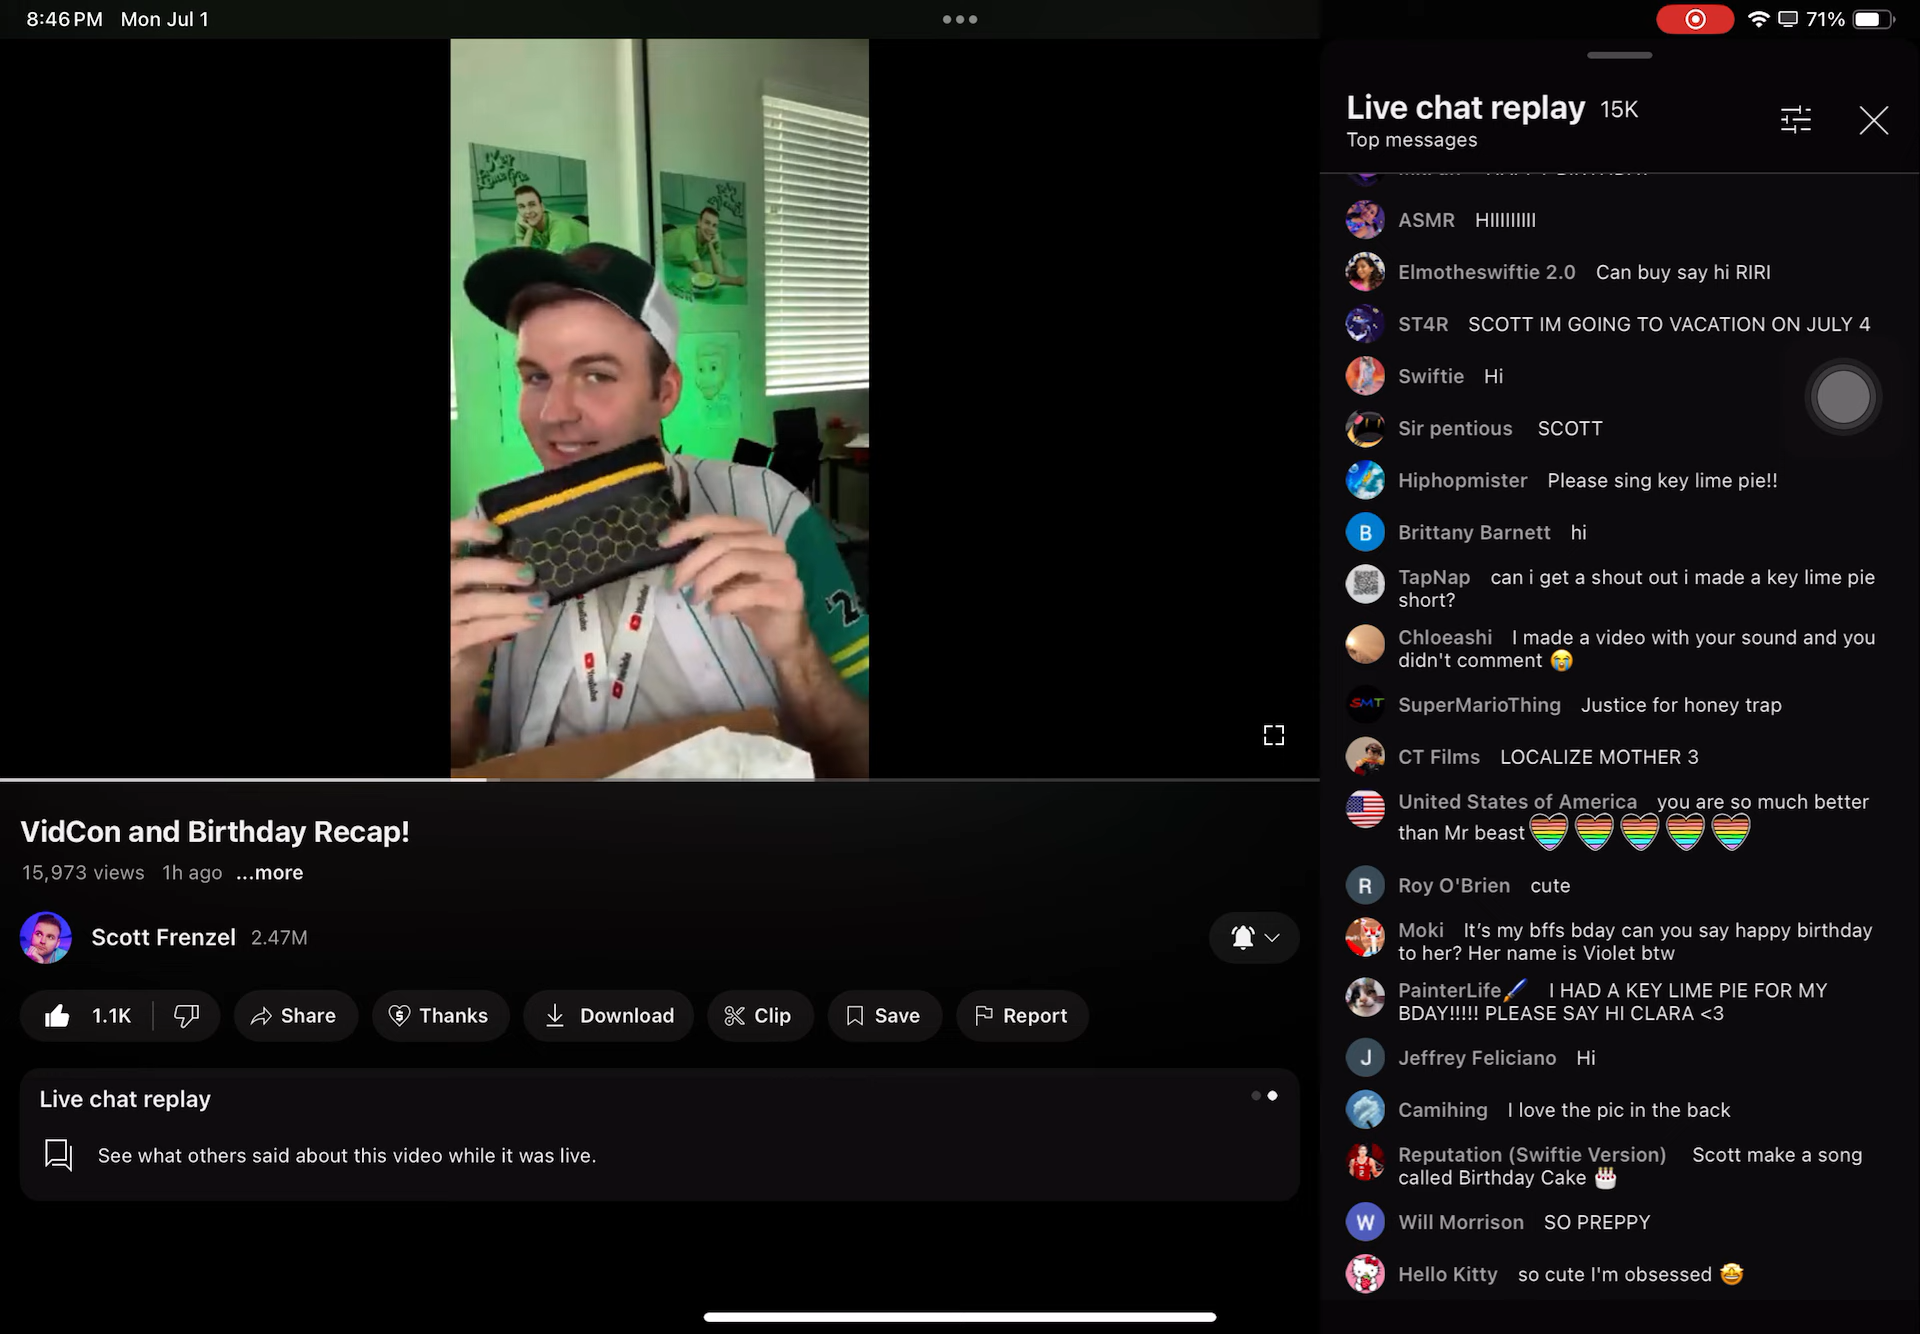 8:46 PM Mon Jul 1
71%
Key
Lime Pie
YouTube
YouTube
VidCon and Birthday Recap!
15,973 views 1h ago ...more
Scott Frenzel 2.47M
1.1K Share Thanks Download Clip Save Report
Live chat replay
See what others said about this video while it was live.
Live chat replay 15K
Top messages
ASMR HIIIIIIIII
Elmotheswiftie 2.0 Can buy say hi RIRI
ST4R SCOTT IM GOING TO VACATION ON JULY 4
Swiftie Hi
Sir pentious SCOTT
Hiphopmister Please sing key lime pie!!
B Brittany Barnett hi
TapNap can i get a shout out i made a key lime pie
short?
Chloeashi I made a video with your sound and you
didn't comment 😭
SMT SuperMarioThing Justice for honey trap
CT Films LOCALIZE MOTHER 3
United States of America you are so much better
than Mr beast
R Roy O'Brien cute
Moki It’s my bffs bday can you say happy birthday
to her? Her name is Violet btw
PainterLife🖌️ I HAD A KEY LIME PIE FOR MY
BDAY!!!!! PLEASE SAY HI CLARA <3
J Jeffrey Feliciano Hi
Camihing I love the pic in the back
Reputation (Swiftie Version) Scott make a song
called Birthday Cake 🎂
W Will Morrison SO PREPPY
Hello Kitty so cute I'm obsessed 🤩